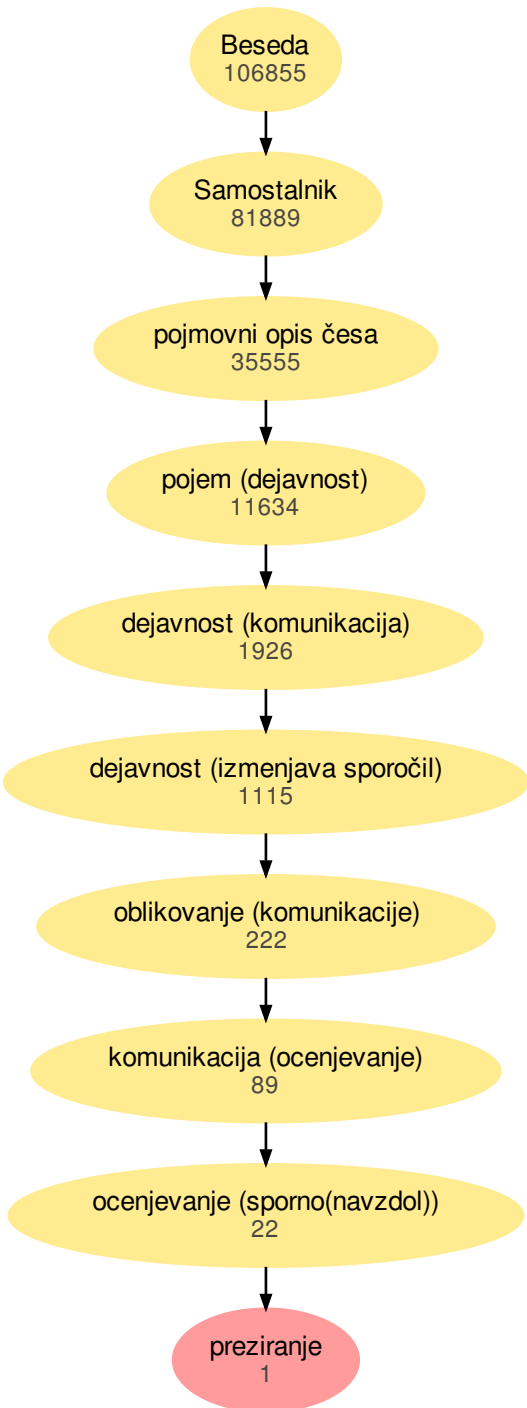 Beseda
106855
Samostalnik
81889
pojmovni opis česa
35555
pojem (dejavnost)
11634
dejavnost (komunikacija)
1926
dejavnost (izmenjava sporočil)
1115
oblikovanje (komunikacije)
222
komunikacija (ocenjevanje)
89
ocenjevanje (sporno(navzdol))
22
preziranje
1